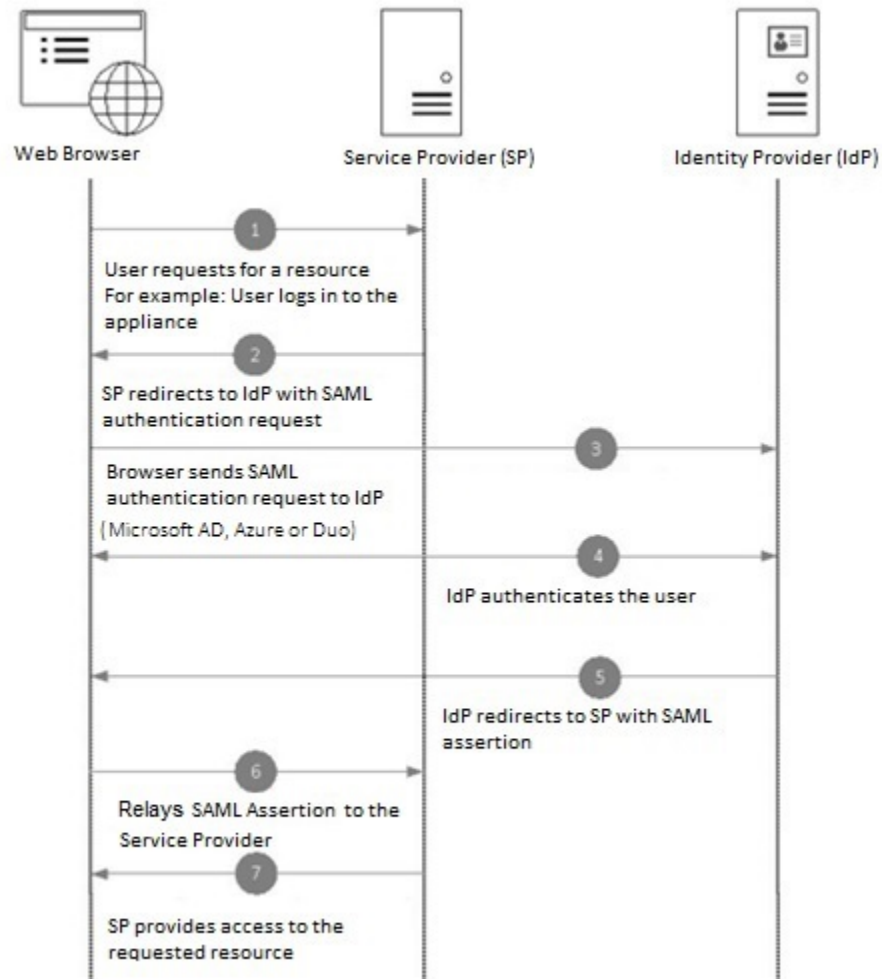 Web Browser
Service Provider (SP)
Identity Provider (IdP)
1
User requests for a resource
For example: User logs in to the
appliance
2
SP redirects to IdP with SAML
authentication request
3
Browser sends SAML
authentication request to IdP
(Microsoft AD, Azure or Duo)
4
IdP authenticates the user
5
IdP redirects to SP with SAML
assertion
6
Relays SAML Assertion to the
Service Provider
7
SP provides access to the
requested resource